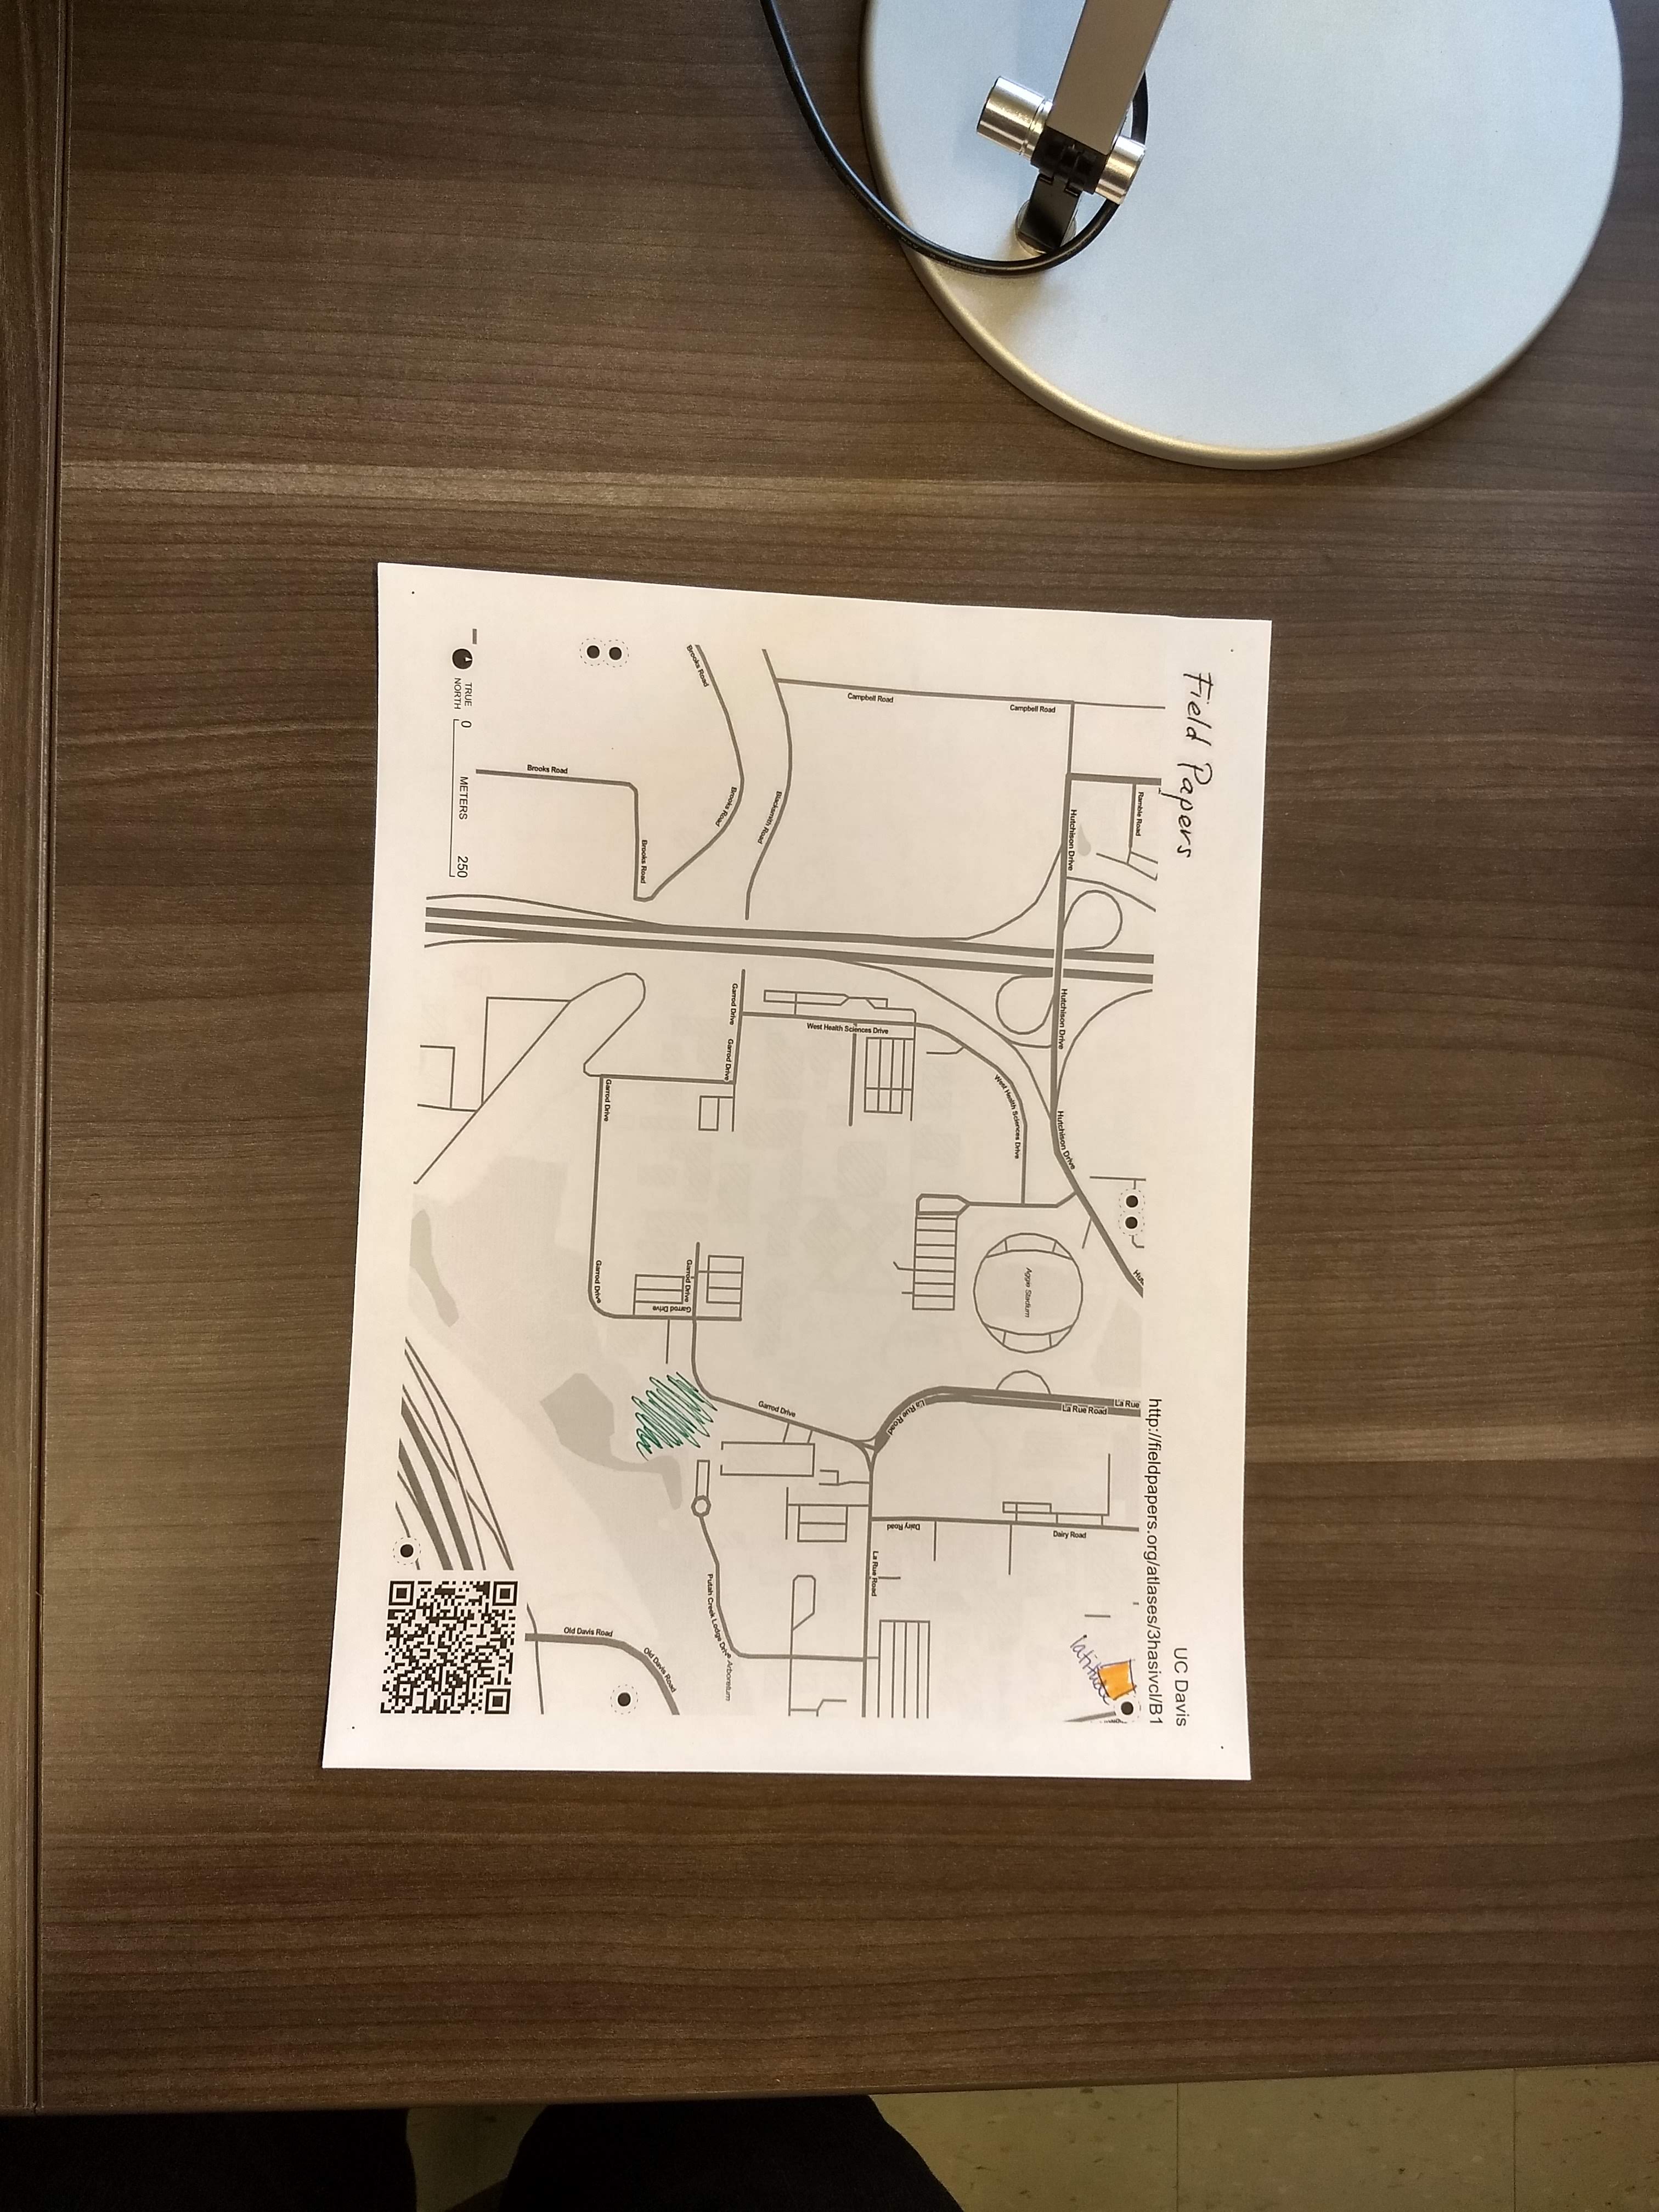 Field Papers
UC Davis
http://fieldpapers.org/atlases/3hasivcl/B1
Ramble Road
Campbell Road
Campbell Road
Hutchison Drive
Hutchison Drive
Hutchison Drive
La Rue
La Rue Road
La Rue Road
Dairy Road
Dairy Road
latitude
Aggie Stadium
West Health Sciences Drive
West Health Sciences Drive
Blacksmith Road
Brooks Road
Brooks Road
Brooks Road
Brooks Road
Garrod Drive
Garrod Drive
Garrod Drive
Garrod Drive
Garrod Drive
Garrod Drive
Garrod Drive
La Rue Road
Putah Creek Lodge Drive
Arboretum
Old Davis Road
Old Davis Road
TRUE
NORTH
0 METERS 250